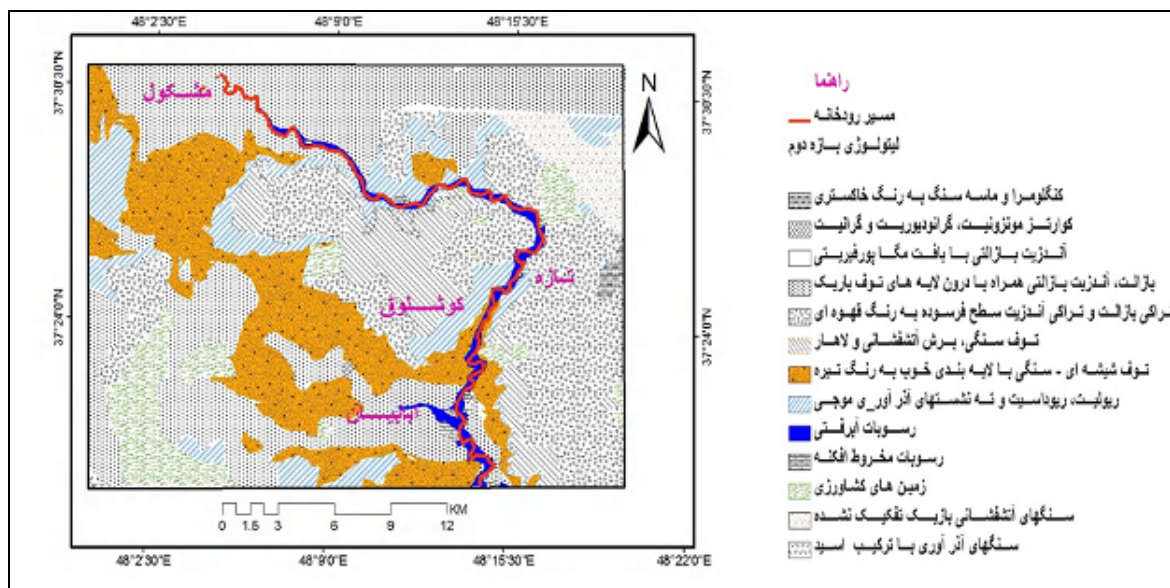 48°2'30"E 48°9'0"E 48°15'30"E
37°30'30"N
37°30'30"N
N
مشکول
تازه
کوشلوق
37°24'0"N
37°24'0"N
KM
0 1.5 3 6 9 12
48°2'30"E 48°9'0"E 48°15'30"E 48°22'0"E
راهنما
مسیر رودخانه
لیتولوژی بازه دوم
کنگلومرا و ماسه سنگ به رنگ خاکستری
کوارتز مونزونیت، گرانودیوریت و گرانیت
آندزیت بازالتی با بافت مگا پورفیریتی
بازالت، آندزیت بازالتی همراه با درون لایه های توف باریک
تراکی بازالت و تراکی آندزیت سطح فرسوده به رنگ قهوه ای
توف سنگی، برش آتشفشانی و لاهار
توف شیشه ای - سنگی با لایه بندی خوب به رنگ تیره
ریولیت، ریوداسیت و ته نشستهای آذر آوری موجی
رسوبات آبرفتی
رسوبات مخروط افکنه
زمین های کشاورزی
سنگهای آتشفشانی بازیک تفکیک نشده
سنگهای آذر آوری با ترکیب اسید